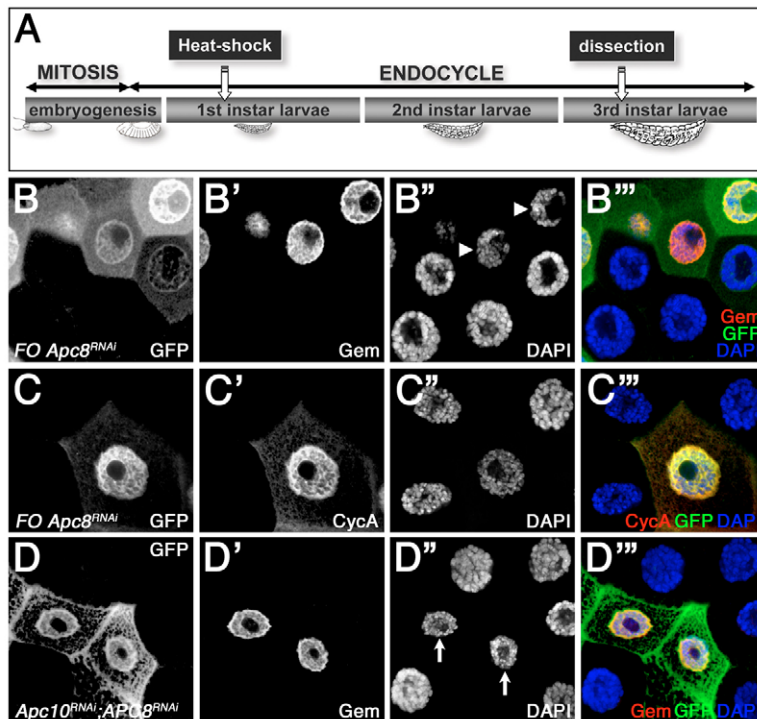 A
Heat-shock
dissection
MITOSIS
ENDOCYCLE
embryogenesis
1st instar larvae
2nd instar larvae
3rd instar larvae
B
FO Apc8RNAi
GFP
B'
Gem
B"
DAPI
B"'
Gem
GFP
DAPI
C
FO Apc8RNAi
GFP
C'
CycA
C"
DAPI
C"'
CycA GFP DAPI
D
GFP
Apc10RNAi;APC8RNAi
D'
Gem
D"
DAPI
D"'
Gem GFP DAPI